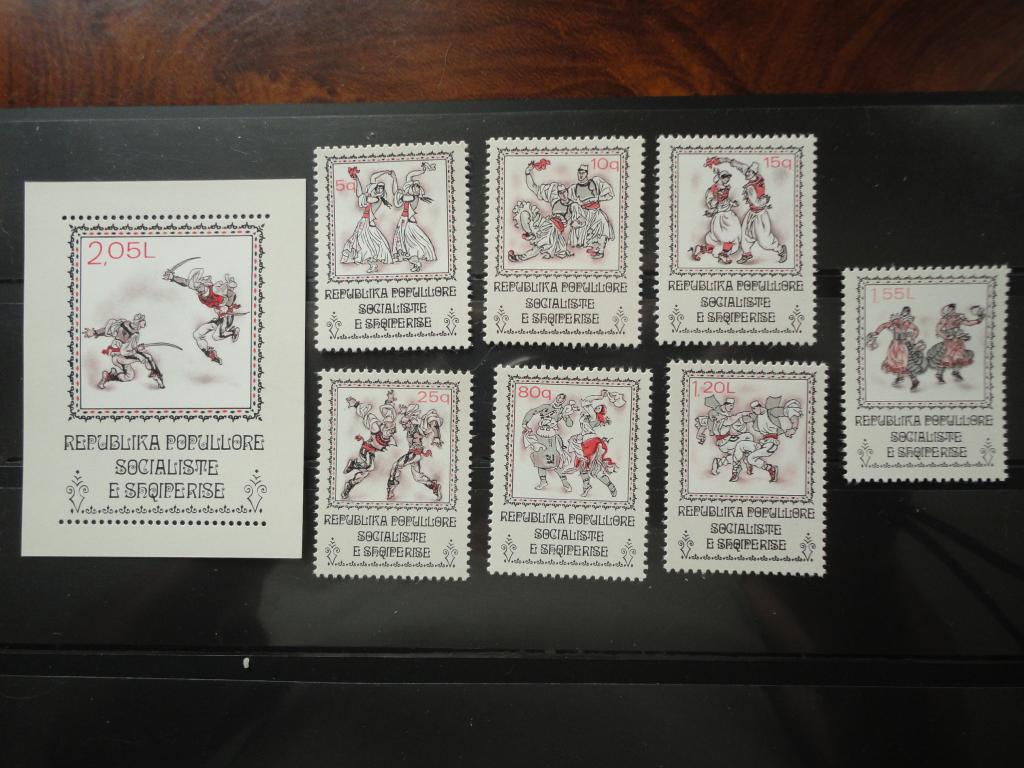 2,05L
REPUBLIKA POPULLORE
SOCIALISTE
E SHQIPERISE
5q
REPUBLIKA POPULLORE
SOCIALISTE
E SHQIPERISE
10q
REPUBLIKA POPULLORE
SOCIALISTE
E SHQIPERISE
15q
REPUBLIKA POPULLORE
SOCIALISTE
E SHQIPERISE
1,55L
REPUBLIKA POPULLORE
SOCIALISTE
E SHQIPERISE
25q
REPUBLIKA POPULLORE
SOCIALISTE
E SHQIPERISE
80q
REPUBLIKA POPULLORE
SOCIALISTE
E SHQIPERISE
1,20L
REPUBLIKA POPULLORE
SOCIALISTE
E SHQIPERISE